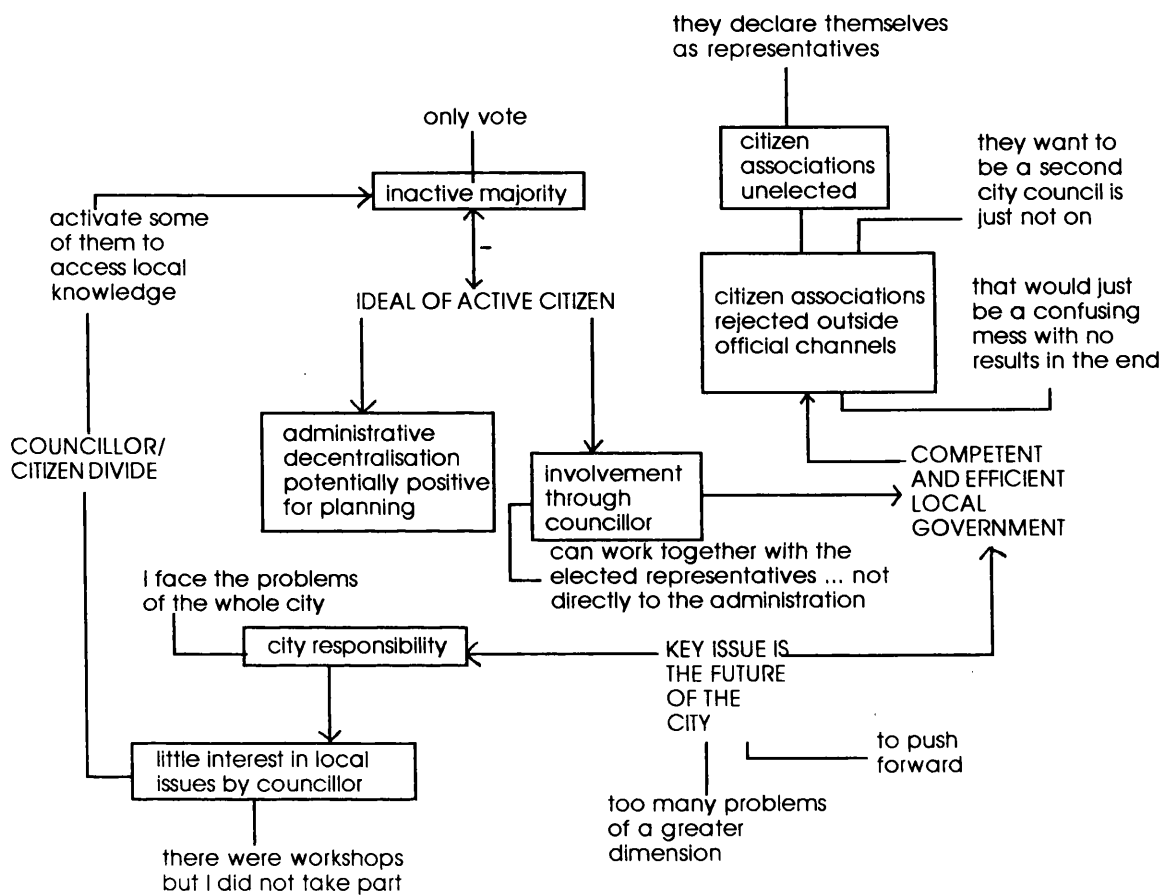 they declare themselves
as representatives
only vote
citizen
associations
unelected
they want to
be a second
city council is
just not on
inactive majority
activate some
of them to
access local
knowledge
–
IDEAL OF ACTIVE CITIZEN
citizen associations
rejected outside
official channels
that would just
be a confusing
mess with no
results in the end
COUNCILLOR/
CITIZEN DIVIDE
administrative
decentralisation
potentially positive
for planning
involvement
through
councillor
COMPETENT
AND EFFICIENT
LOCAL
GOVERNMENT
can work together with the
elected representatives ... not
directly to the administration
I face the problems
of the whole city
city responsibility
KEY ISSUE IS
THE FUTURE
OF THE
CITY
little interest in local
issues by councillor
to push
forward
too many problems
of a greater
dimension
there were workshops
but I did not take part